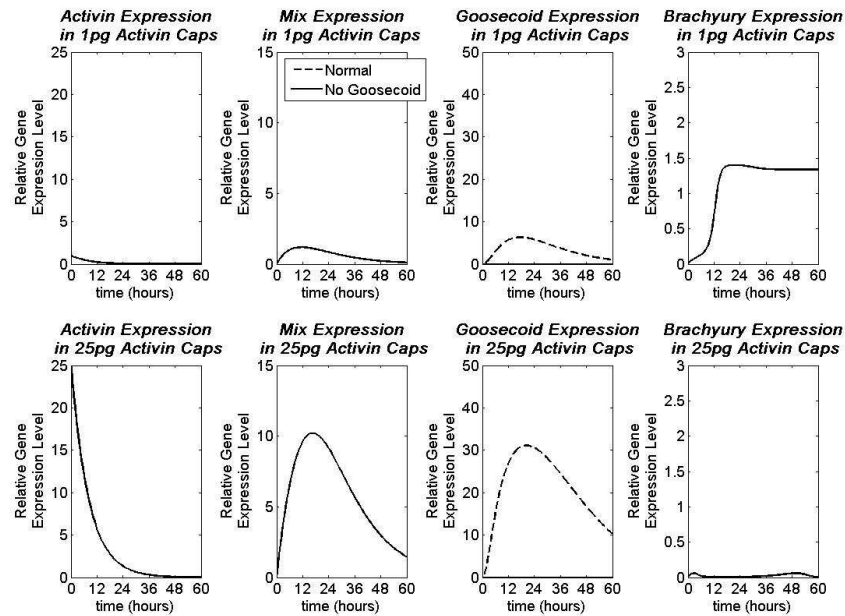 Activin Expression
in 1pg Activin Caps
Mix Expression
in 1pg Activin Caps
Goosecoid Expression
in 1pg Activin Caps
Brachyury Expression
in 1pg Activin Caps
Relative Gene
Expression Level
25
20
15
10
5
0
0 12 24 36 48 60
time (hours)
Relative Gene
Expression Level
15
10
5
0
Normal
No Goosecoid
0 12 24 36 48 60
time (hours)
Relative Gene
Expression Level
50
40
30
20
10
0
0 12 24 36 48 60
time (hours)
Relative Gene
Expression Level
3
2.5
2
1.5
1
0.5
0
0 12 24 36 48 60
time (hours)
Activin Expression
in 25pg Activin Caps
Mix Expression
in 25pg Activin Caps
Goosecoid Expression
in 25pg Activin Caps
Brachyury Expression
in 25pg Activin Caps
Relative Gene
Expression Level
25
20
15
10
5
0
0 12 24 36 48 60
time (hours)
Relative Gene
Expression Level
15
10
5
0
0 12 24 36 48 60
time (hours)
Relative Gene
Expression Level
50
40
30
20
10
0
0 12 24 36 48 60
time (hours)
Relative Gene
Expression Level
3
2.5
2
1.5
1
0.5
0
0 12 24 36 48 60
time (hours)